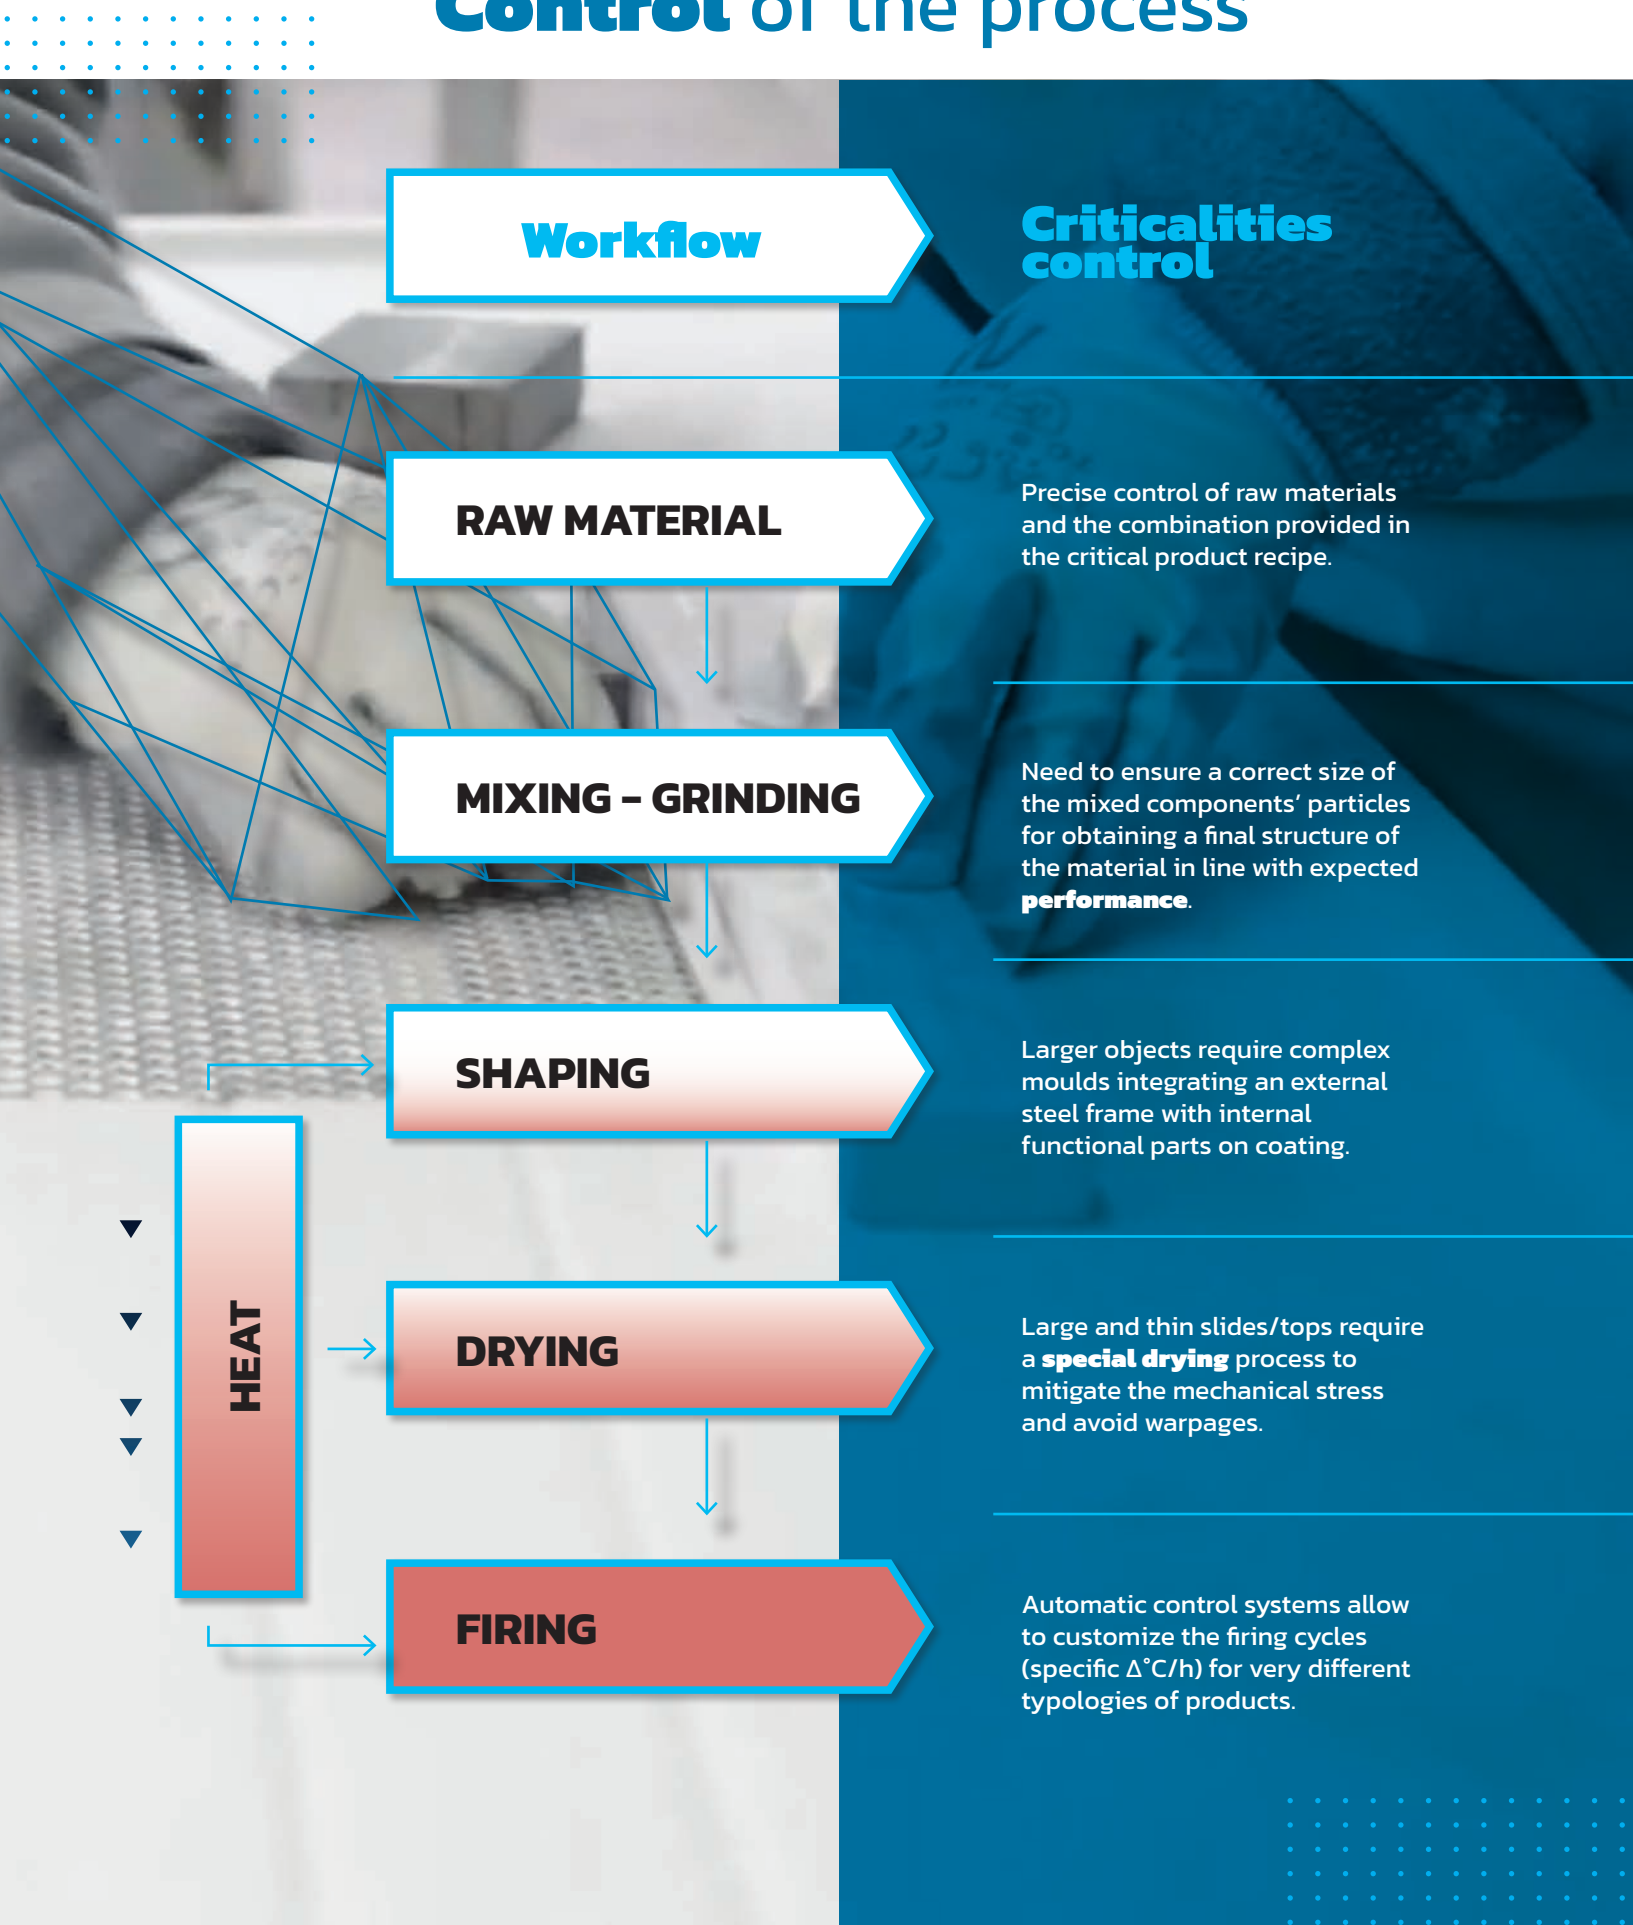 Control of the process
Workflow
Criticalities
control
RAW MATERIAL
Precise control of raw materials
and the combination provided in
the critical product recipe.
MIXING – GRINDING
Need to ensure a correct size of
the mixed components’ particles
for obtaining a final structure of
the material in line with expected
performance.
SHAPING
Larger objects require complex
moulds integrating an external
steel frame with internal
functional parts on coating.
HEAT
DRYING
Large and thin slides/tops require
a special drying process to
mitigate the mechanical stress
and avoid warpages.
FIRING
Automatic control systems allow
to customize the firing cycles
(specific Δ°C/h) for very different
typologies of products.